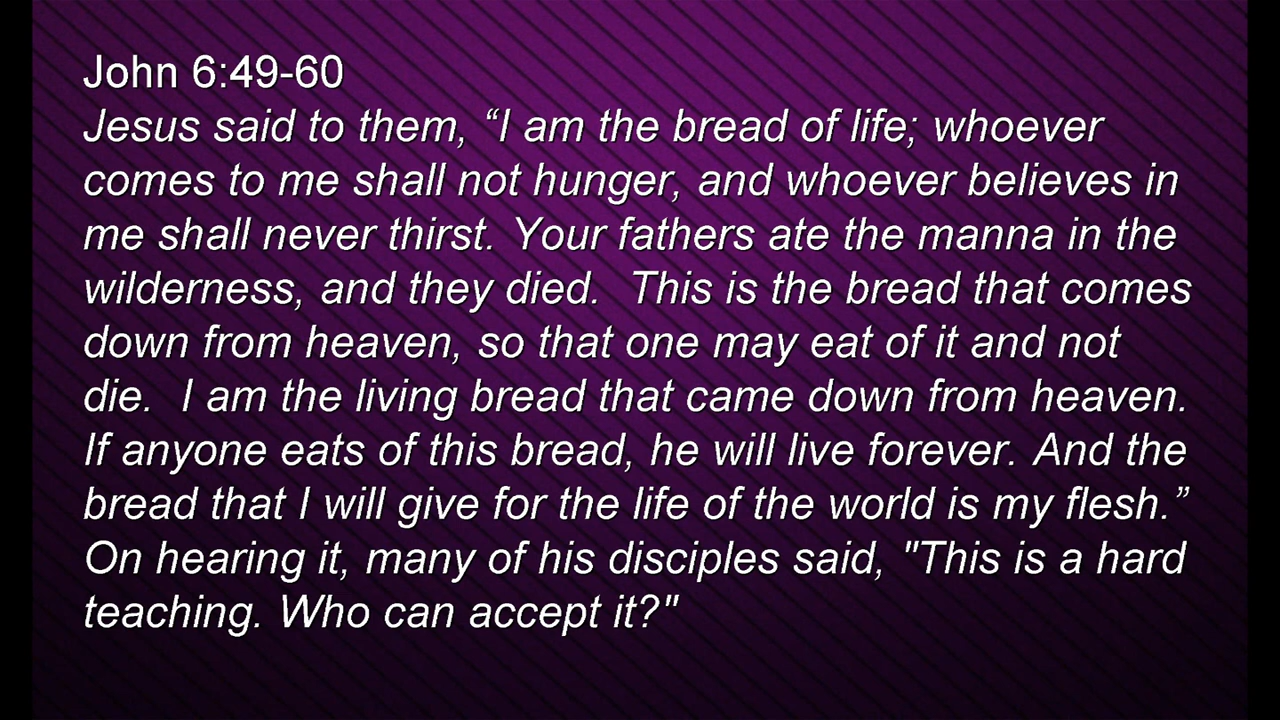 John 6:49-60
Jesus said to them, “I am the bread of life; whoever
comes to me shall not hunger, and whoever believes in
me shall never thirst. Your fathers ate the manna in the
wilderness, and they died.  This is the bread that comes
down from heaven, so that one may eat of it and not
die.  I am the living bread that came down from heaven.
If anyone eats of this bread, he will live forever. And the
bread that I will give for the life of the world is my flesh.”
On hearing it, many of his disciples said, "This is a hard
teaching. Who can accept it?"